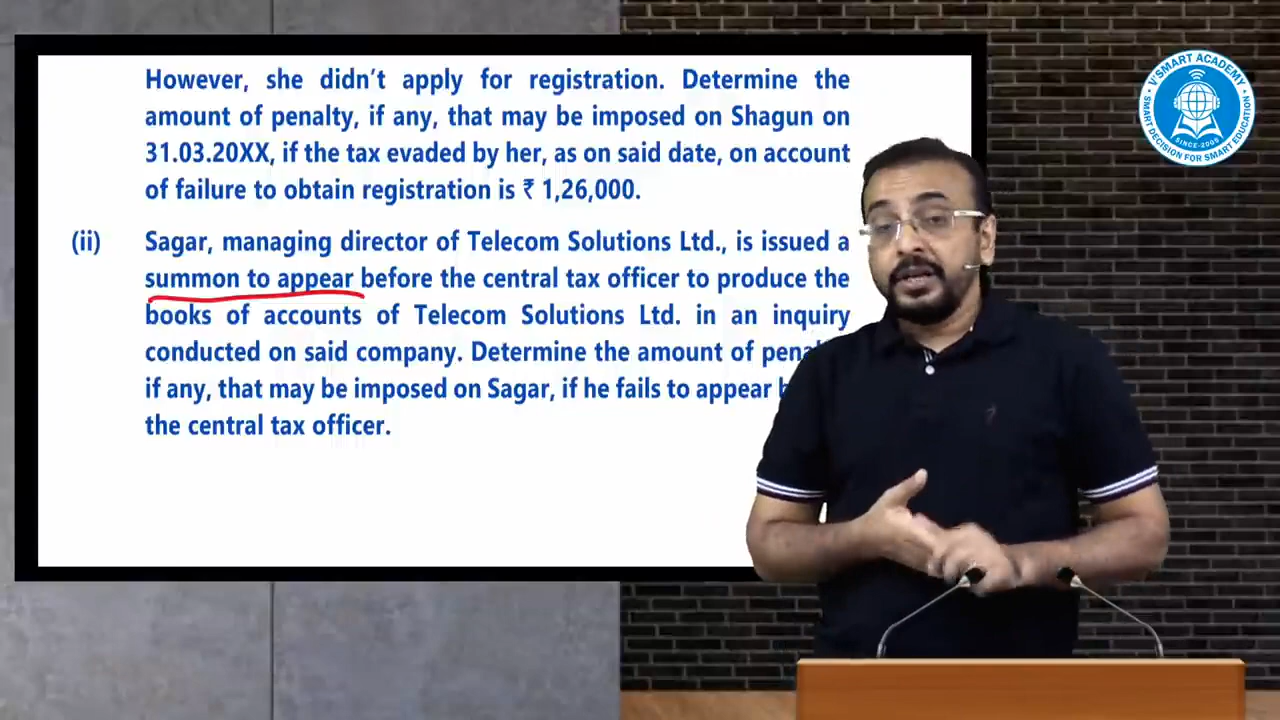 However, she didn’t apply for registration. Determine the
amount of penalty, if any, that may be imposed on Shagun on
31.03.20XX, if the tax evaded by her, as on said date, on account
of failure to obtain registration is ₹ 1,26,000.
(ii) Sagar, managing director of Telecom Solutions Ltd., is issued a
summon to appear before the central tax officer to produce the
books of accounts of Telecom Solutions Ltd. in an inquiry
conducted on said company. Determine the amount of
if any, that may be imposed on Sagar, if he fails to appear
the central tax officer.
V'SMART ACADEMY
SINCE-2005
SMART DECISION FOR SMART EDUCATION